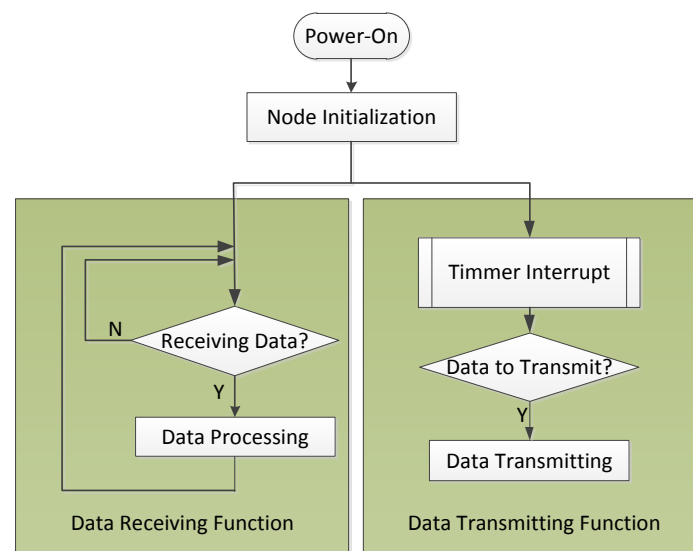 Power-On
Node Initialization
Timmer Interrupt
N
Receiving Data?
Data to Transmit?
Y
Y
Data Processing
Data Transmitting
Data Receiving Function
Data Transmitting Function